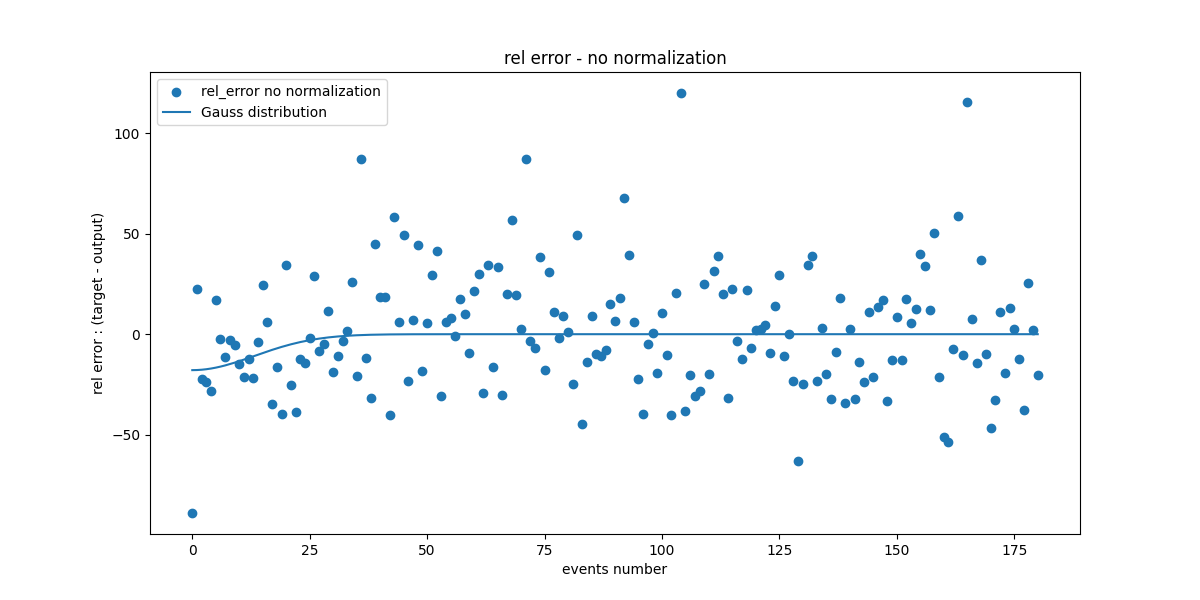 rel error - no normalization
rel_error no normalization
Gauss distribution
rel error : (target - output)
100
50
0
−50
0
25
50
75
100
125
150
175
events number